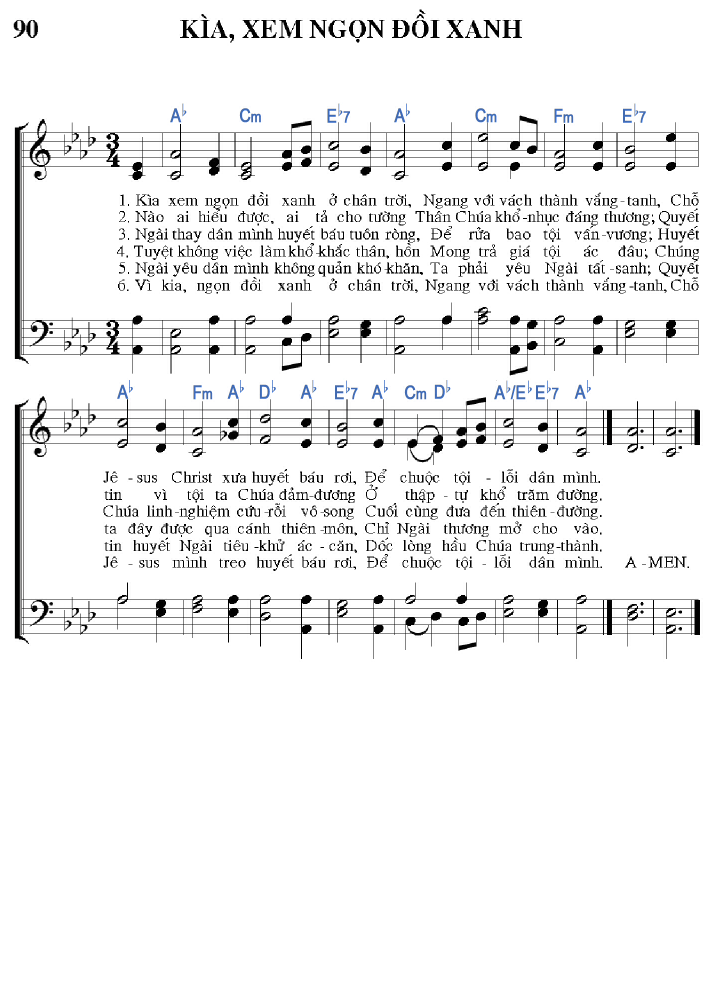 90 KÌA, XEM NGỌN ĐỒI XANH
A♭ Cm E♭7 A♭ Cm Fm E♭7
1. Kìa xem ngọn đồi xanh ở chân trời, Ngang với vách thành vắng-tanh, Chỗ
2. Nào ai hiểu được, ai tả cho tường Thần Chúa khổ-nhục đáng thương; Quyết
3. Ngài thay dân mình huyết báu tuôn ròng, Để rửa bao tội vấn-vương; Huyết
4. Tuyệt không việc làm khổ-khắc thân, hồn Mong trả giá tội ác đâu; Chúng
5. Ngài yêu dân mình không quản khó-khăn, Ta phải yêu Ngài tất-sanh; Quyết
6. Vì kia, ngọn đồi xanh ở chân trời, Ngang với vách thành vắng-tanh, Chỗ
3 4
A♭ Fm A♭ D♭ A♭ E♭7 A♭ Cm D♭ A♭/E♭ E♭7 A♭
Jê-sus Christ xưa huyết báu rơi, Để chuộc tội-lỗi dân mình.
tin vì tội ta Chúa đảm-đương Ở thập-tự khổ trăm đường.
Chúa linh-nghiệm cứu-rỗi vô-song Cuối cùng đưa đến thiên-đường.
ta đây được qua cánh thiên-môn, Chỉ Ngài thương mở cho vào.
tin huyết Ngài tiêu-khử ác-căn, Dốc lòng hầu Chúa trung-thành,
Jê-sus mình treo huyết báu rơi, Để chuộc tội-lỗi dân mình. A-MEN.